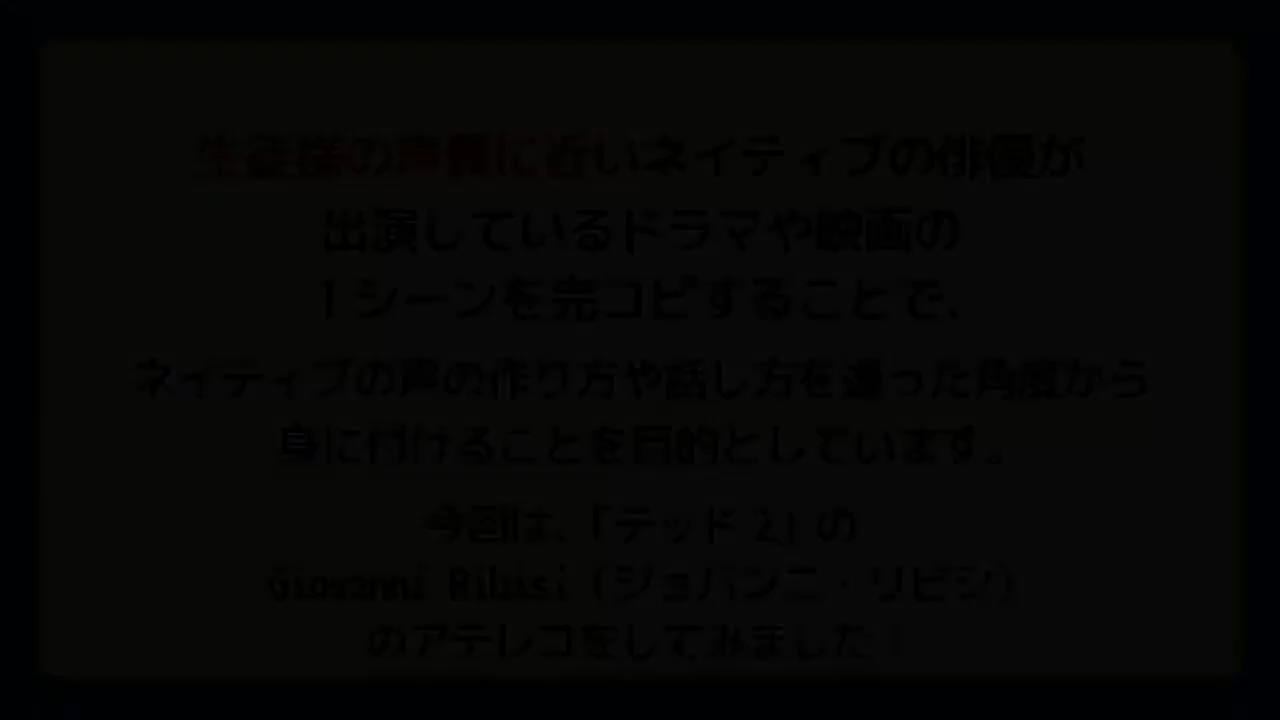 生徒様の声質に近いネイティブの俳優が
出演しているドラマや映画の
1シーンを完コピすることで、
ネイティブの声の作り方や話し方を違った角度から
身に付けることを目的としています。
今回は、「テッド2」の
Giovanni Ribisi (ジョバンニ・リビシ)
のアテレコをしてみました!